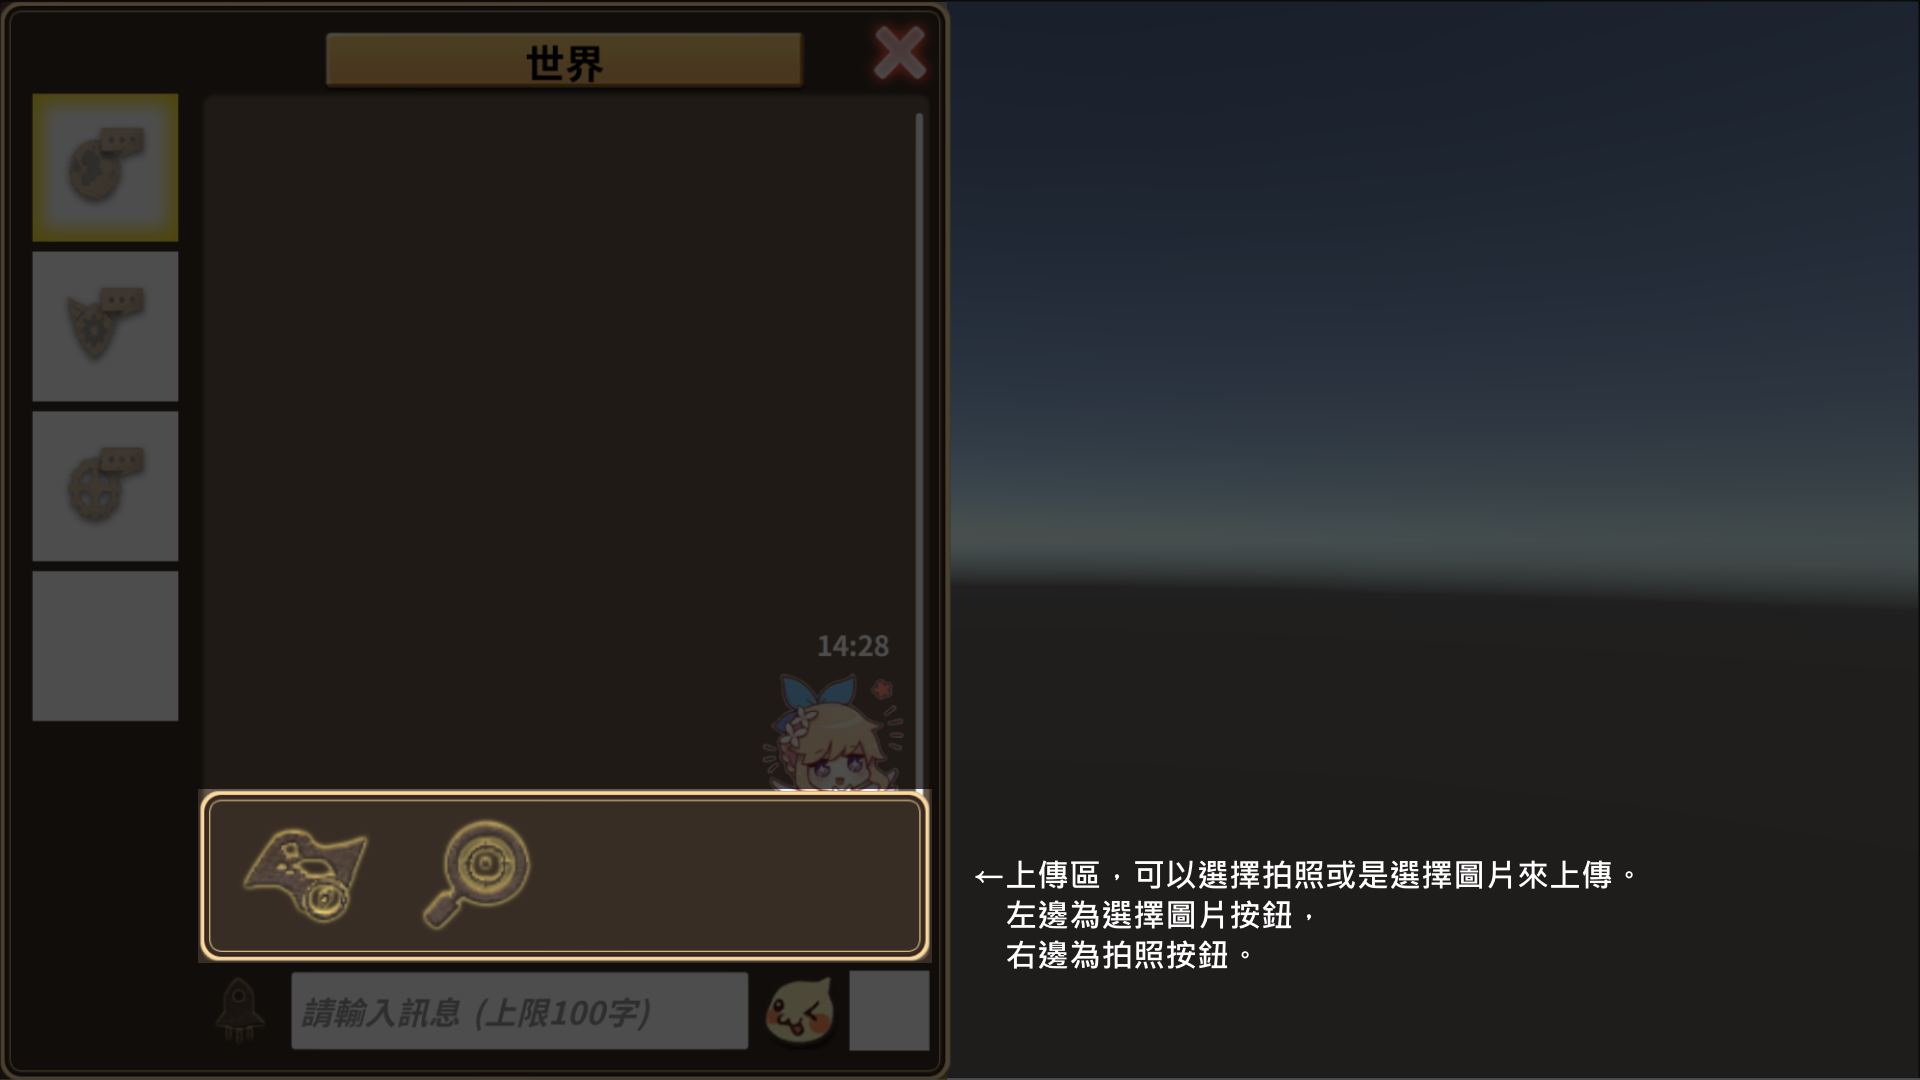 世界
14:28
←上傳區，可以選擇拍照或是選擇圖片來上傳。
左邊為選擇圖片按鈕，
右邊為拍照按鈕。
請輸入訊息 (上限100字)